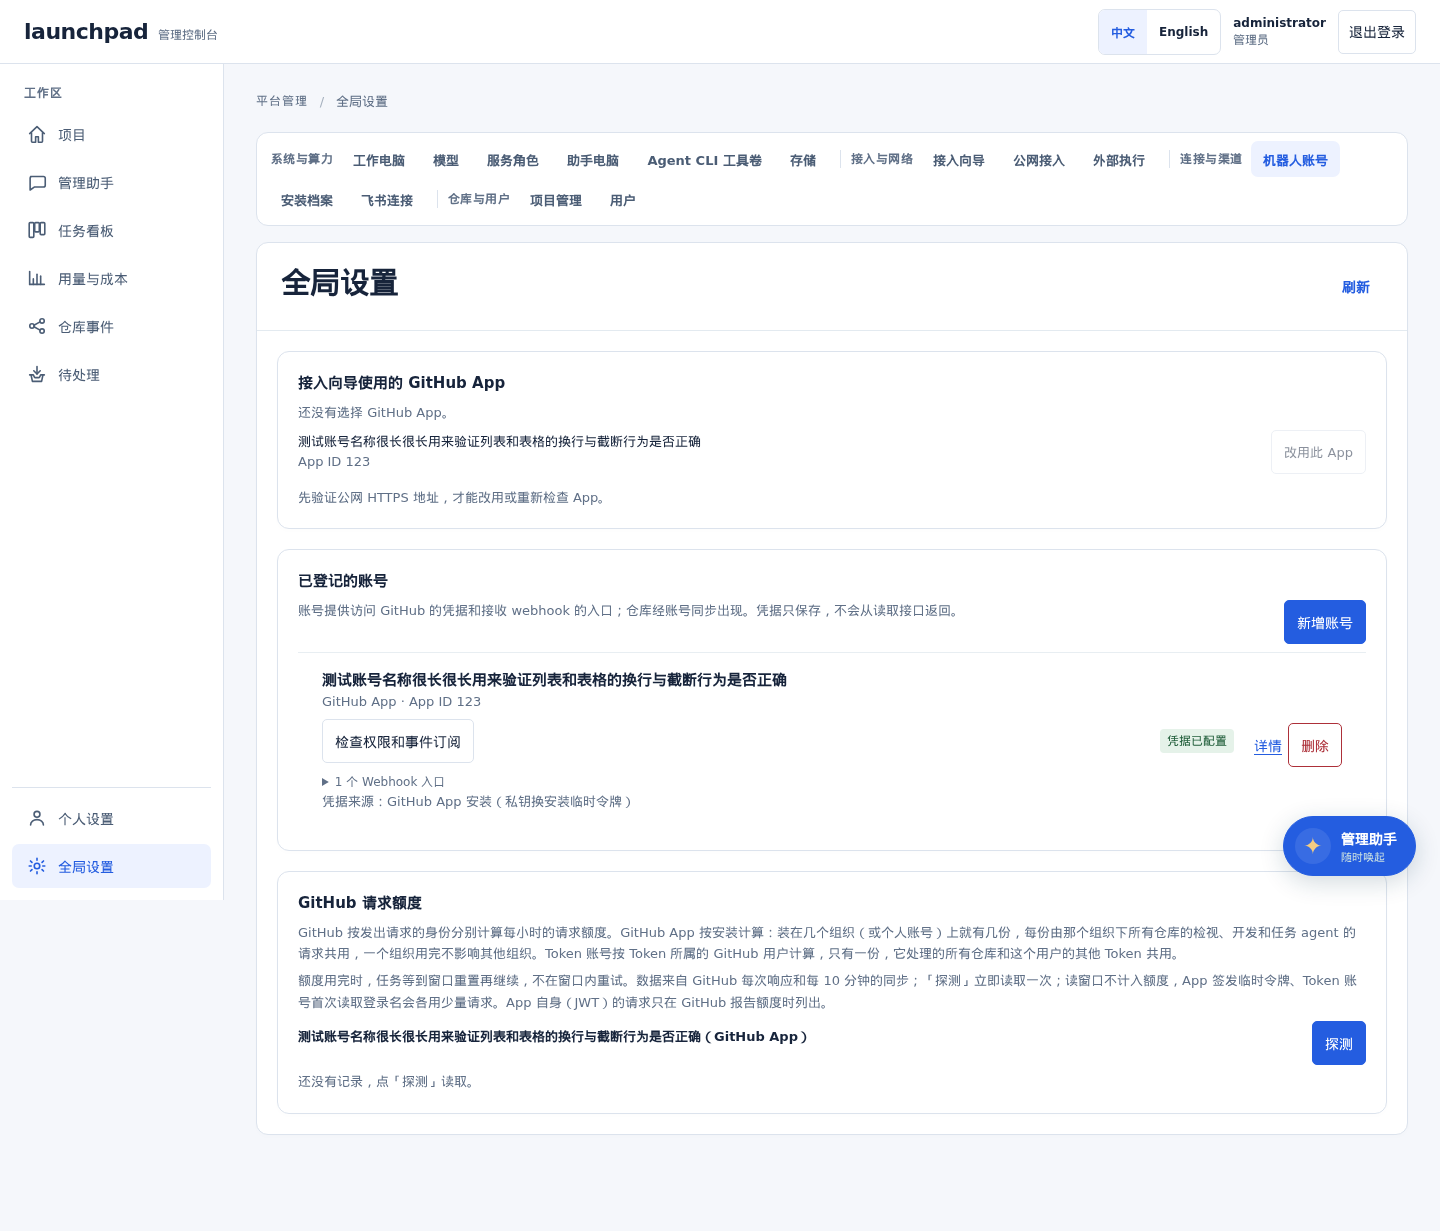 launchpad 管理控制台
中文 English administrator 管理员 退出登录
工作区
项目
管理助手
任务看板
用量与成本
仓库事件
待处理
个人设置
全局设置
平台管理 / 全局设置
系统与算力 工作电脑 模型 服务角色 助手电脑 Agent CLI 工具卷 存储 接入与网络 接入向导 公网接入 外部执行 连接与渠道 机器人账号
安装档案 飞书连接 仓库与用户 项目管理 用户
全局设置
刷新
接入向导使用的 GitHub App
还没有选择 GitHub App。
测试账号名称很长很长用来验证列表和表格的换行与截断行为是否正确
App ID 123
改用此 App
先验证公网 HTTPS 地址，才能改用或重新检查 App。
已登记的账号
账号提供访问 GitHub 的凭据和接收 webhook 的入口；仓库经账号同步出现。凭据只保存，不会从读取接口返回。
新增账号
测试账号名称很长很长用来验证列表和表格的换行与截断行为是否正确
GitHub App · App ID 123
检查权限和事件订阅
凭据已配置 详情 删除
1 个 Webhook 入口
凭据来源：GitHub App 安装（私钥换安装临时令牌）
管理助手
随时唤起
GitHub 请求额度
GitHub 按发出请求的身份分别计算每小时的请求额度。GitHub App 按安装计算：装在几个组织（或个人账号）上就有几份，每份由那个组织下所有仓库的检视、开发和任务 agent 的
请求共用，一个组织用完不影响其他组织。Token 账号按 Token 所属的 GitHub 用户计算，只有一份，它处理的所有仓库和这个用户的其他 Token 共用。
额度用完时，任务等到窗口重置再继续，不在窗口内重试。数据来自 GitHub 每次响应和每 10 分钟的同步；「探测」立即读取一次；读窗口不计入额度，App 签发临时令牌、Token 账
号首次读取登录名会各用少量请求。App 自身（JWT）的请求只在 GitHub 报告额度时列出。
测试账号名称很长很长用来验证列表和表格的换行与截断行为是否正确（GitHub App）
探测
还没有记录，点「探测」读取。